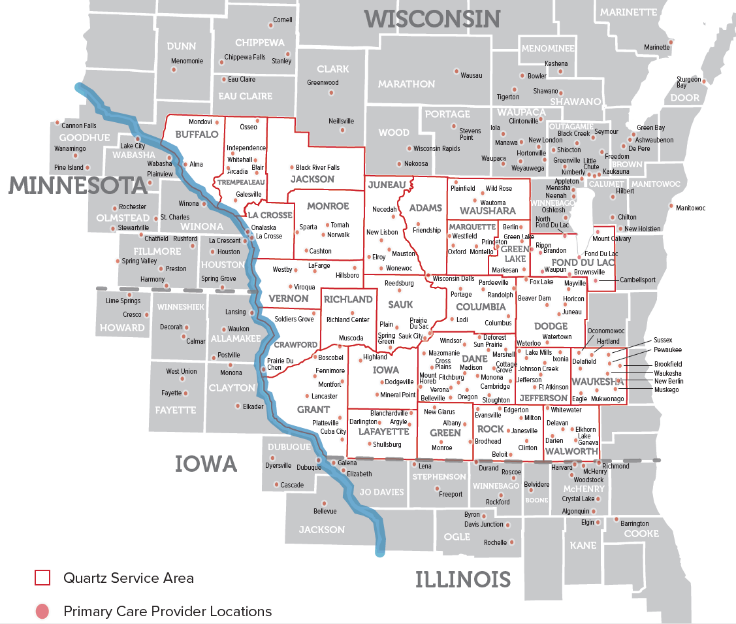 WISCONSIN
MARINETTE
Cornell
DUNN
CHIPPEWA
Menomonie
Chippewa Falls
Stanley
Eau Claire
EAU CLAIRE
CLARK
Greenwood
Neillsville
MARATHON
Wausau
MENOMINEE
Keshena
Bowler
Tigerton
Shawano
SHAWANO
Marinette
Sturgeon
Bay
DOOR
PORTAGE
Stevens
Point
WOOD
Wisconsin Rapids
Nekoosa
WAUPACA
Clintonville
Iola
Manawa
New London
Waupaca
Weyauwega
OUTAGAMIE
Black Creek
Seymour
Hortonville
Shiocton
Greenville
Little
Chute
Kimberly
Kaukauna
Freedom
Appleton
Green Bay
Ashwaubenon
De Pere
BROWN
CALUMET
MANITOWOC
Hilbert
Chilton
New Holstein
Manitowoc
Menasha
Neenah
WINNEBAGO
Oshkosh
North
Fond Du Lac
Cannon Falls
GOODHUE
Wanamingo
Pine Island
Lake City
WABASHA
Wabasha
Plainview
MINNESOTA
Rochester
OLMSTEAD
Stewartville
St. Charles
Winona
WINONA
Chatfield
Rushford
La Crescent
FILLMORE
Spring Valley
Preston
Harmony
HOUSTON
Houston
Spring Grove
Mondovi
BUFFALO
Alma
Osseo
Independence
Whitehall
Blair
Arcadia
TREMPEALEAU
Galesville
Black River Falls
JACKSON
LA CROSSE
Onalaska
La Crosse
MONROE
Sparta
Tomah
Norwalk
Cashton
JUNEAU
Necedah
New Lisbon
Elroy
Mauston
Wonewoc
ADAMS
Friendship
Plainfield
Wild Rose
Wautoma
WAUSHARA
MARQUETTE
Westfield
Oxford
Montello
Princeton
Berlin
Green Lake
GREEN
LAKE
Markesan
Ripon
Brandon
Waupun
FOND DU LAC
Fond Du Lac
Mount Calvary
Brownsville
Campbellsport
Westby
LaFarge
Hillsboro
Viroqua
VERNON
RICHLAND
Richland Center
Muscoda
Reedsburg
SAUK
Plain
Prairie
Du Sac
Spring
Green
Sauk City
Wisconsin Dells
Portage
Pardeeville
Randolph
COLUMBIA
Lodi
Columbus
Fox Lake
Mayville
Beaver Dam
Horicon
Juneau
DODGE
Watertown
Soldiers Grove
CRAWFORD
Prairie Du
Chien
Boscobel
Fennimore
Montfort
Lancaster
GRANT
Platteville
Cuba City
Highland
IOWA
Dodgeville
Mineral Point
Blanchardville
Darlington
Argyle
LAFAYETTE
Shullsburg
Windsor
Deforest
Sun Prairie
Mazomanie
Cross
Plains
DANE
Marshall
Cottage
Grove
Madison
Mount
Horeb
Fitchburg
Monona
Verona
Cambridge
Oregon
Belleville
Stoughton
Waterloo
Lake Mills
Ixonia
Johnson Creek
Jefferson
Ft Atkinson
JEFFERSON
Oconomowoc
Hartland
Delafield
WAUKESHA
Eagle
Mukwonago
Sussex
Pewaukee
Brookfield
Waukesha
New Berlin
Muskego
New Glarus
Albany
GREEN
Monroe
Brodhead
Evansville
Edgerton
Milton
ROCK
Janesville
Clinton
Beloit
Whitewater
Delavan
Elkhorn
Lake
Geneva
Darien
WALWORTH
Lime Springs
Cresco
HOWARD
WINNESHIEK
Decorah
Calmar
Lansing
Waukon
ALLAMAKEE
Postville
Monona
West Union
Fayette
FAYETTE
CLAYTON
Elkader
IOWA
DUBUQUE
Dyersville
Dubuque
Cascade
Bellevue
JACKSON
Galena
Elizabeth
JO DAVIES
Lena
STEPHENSON
Freeport
Durand
Roscoe
WINNEBAGO
Rockford
Belvidere
BOONE
Harvard
Richmond
McHenry
Woodstock
McHENRY
Crystal Lake
Algonquin
Byron
Davis Junction
OGLE
Rochelle
Elgin
KANE
Barrington
COOKE
ILLINOIS
Quartz Service Area
Primary Care Provider Locations